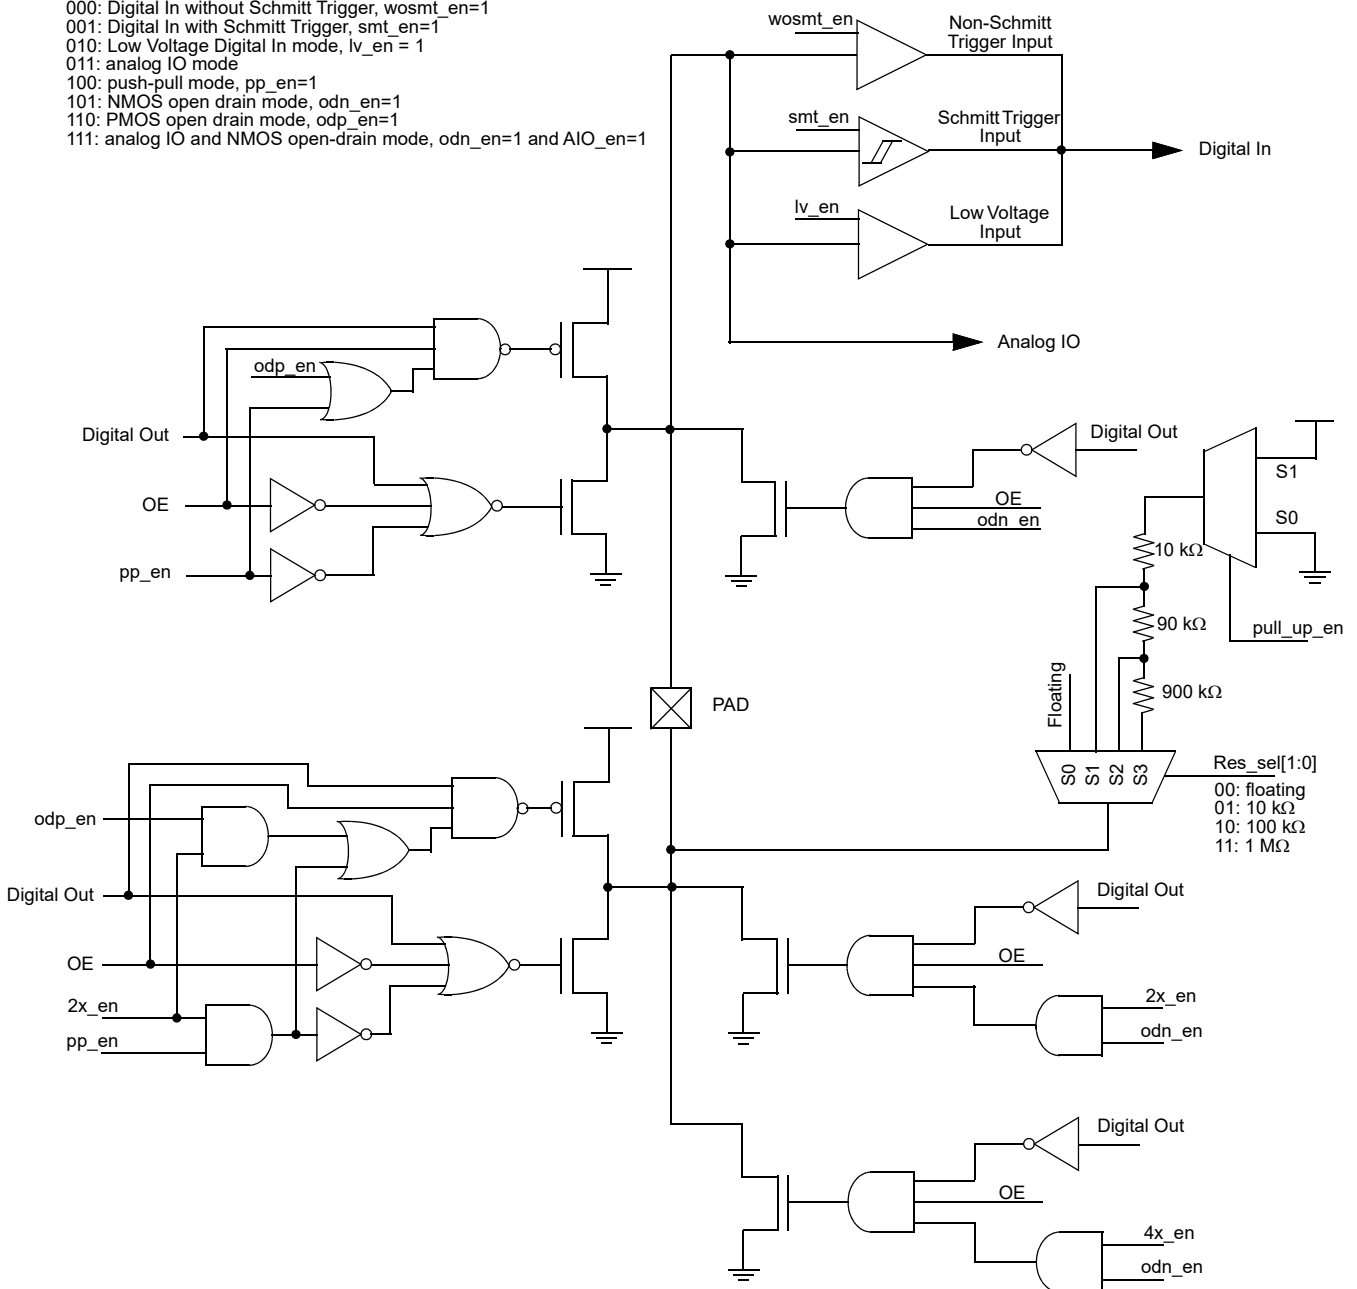 000: Digital In without Schmitt Trigger, wosmt_en=1
001: Digital In with Schmitt Trigger, smt_en=1
010: Low Voltage Digital In mode, lv_en = 1
011: analog IO mode
100: push-pull mode, pp_en=1
101: NMOS open drain mode, odn_en=1
110: PMOS open drain mode, odp_en=1
111: analog IO and NMOS open-drain mode, odn_en=1 and AIO_en=1
wosmt_en
Non-Schmitt
Trigger Input
smt_en
Schmitt Trigger
Input
Digital In
lv_en
Low Voltage
Input
Analog IO
odp_en
Digital Out
OE
pp_en
Digital Out
OE
odn_en
S1
S0
10 kΩ
90 kΩ
pull_up_en
900 kΩ
Floating
PAD
S0
S1
S2
S3
Res_sel[1:0]
00: floating
01: 10 kΩ
10: 100 kΩ
11: 1 MΩ
odp_en
Digital Out
OE
2x_en
pp_en
Digital Out
OE
2x_en
odn_en
Digital Out
OE
4x_en
odn_en